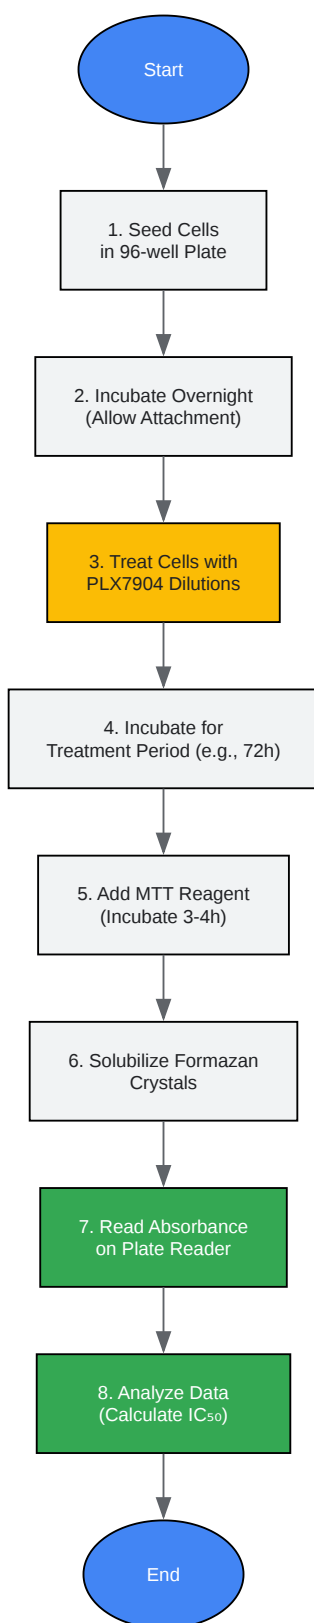 Start
1. Seed Cells
in 96-well Plate
2. Incubate Overnight
(Allow Attachment)
3. Treat Cells with
PLX7904 Dilutions
4. Incubate for
Treatment Period (e.g., 72h)
5. Add MTT Reagent
(Incubate 3-4h)
6. Solubilize Formazan
Crystals
7. Read Absorbance
on Plate Reader
8. Analyze Data
(Calculate IC₅₀)
End